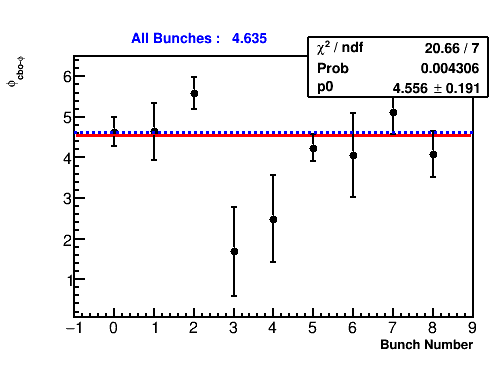 All Bunches : 4.635
χ² / ndf 20.66 / 7
Prob 0.004306
p0 4.556 ± 0.191
ϕcbo-ϕ
6
5
4
3
2
1
−1 0 1 2 3 4 5 6 7 8 9
Bunch Number